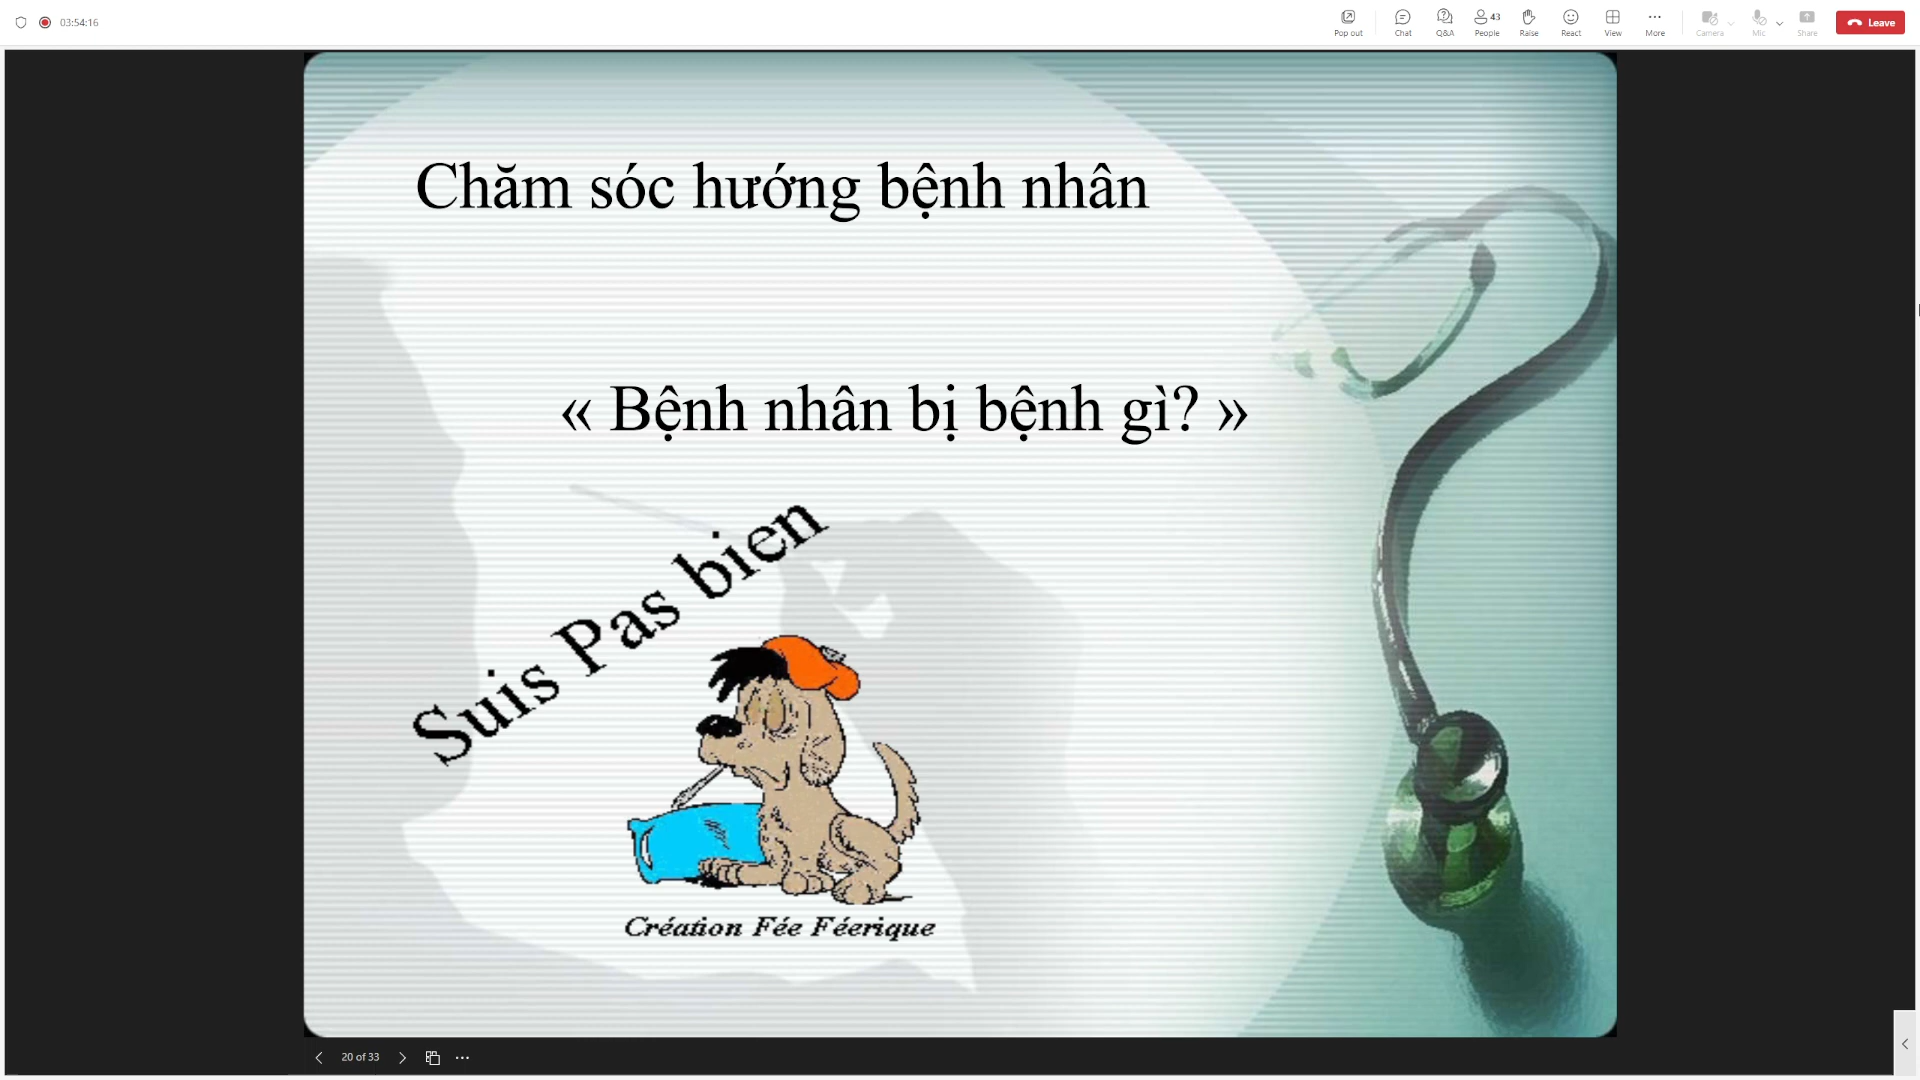 03:54:16
Pop out
Chat
Q&A
43
People
Raise
React
View
More
Camera
Mic
Share
Leave
Chăm sóc hướng bệnh nhân
« Bệnh nhân bị bệnh gì? »
Suis Pas bien
Création Fée Féerique
20 of 33